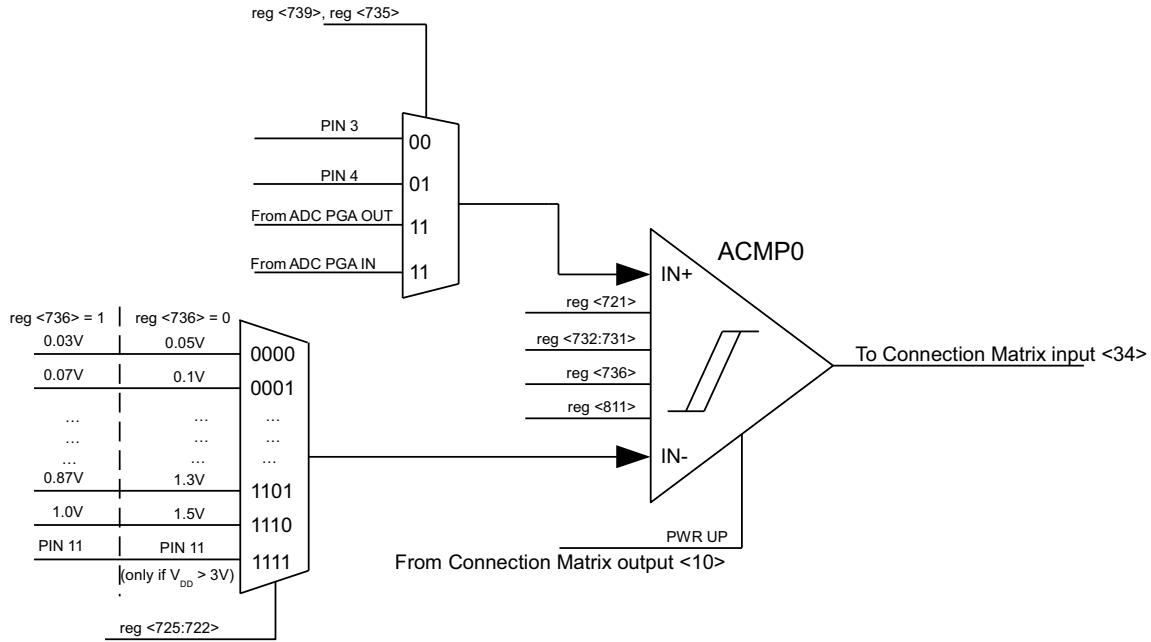 reg <739>, reg <735>
PIN 3
00
PIN 4
01
From ADC PGA OUT
11
From ADC PGA IN
11
ACMP0
IN+
reg <721>
reg <732:731>
reg <736>
reg <811>
IN-
To Connection Matrix input <34>
PWR UP
From Connection Matrix output <10>
reg <736> = 1 reg <736> = 0
0.03V 0.05V 0000
0.07V 0.1V 0001
... ... ...
... ... ...
... ... ...
0.87V 1.3V 1101
1.0V 1.5V 1110
PIN 11 PIN 11 1111
(only if VDD > 3V)
reg <725:722>